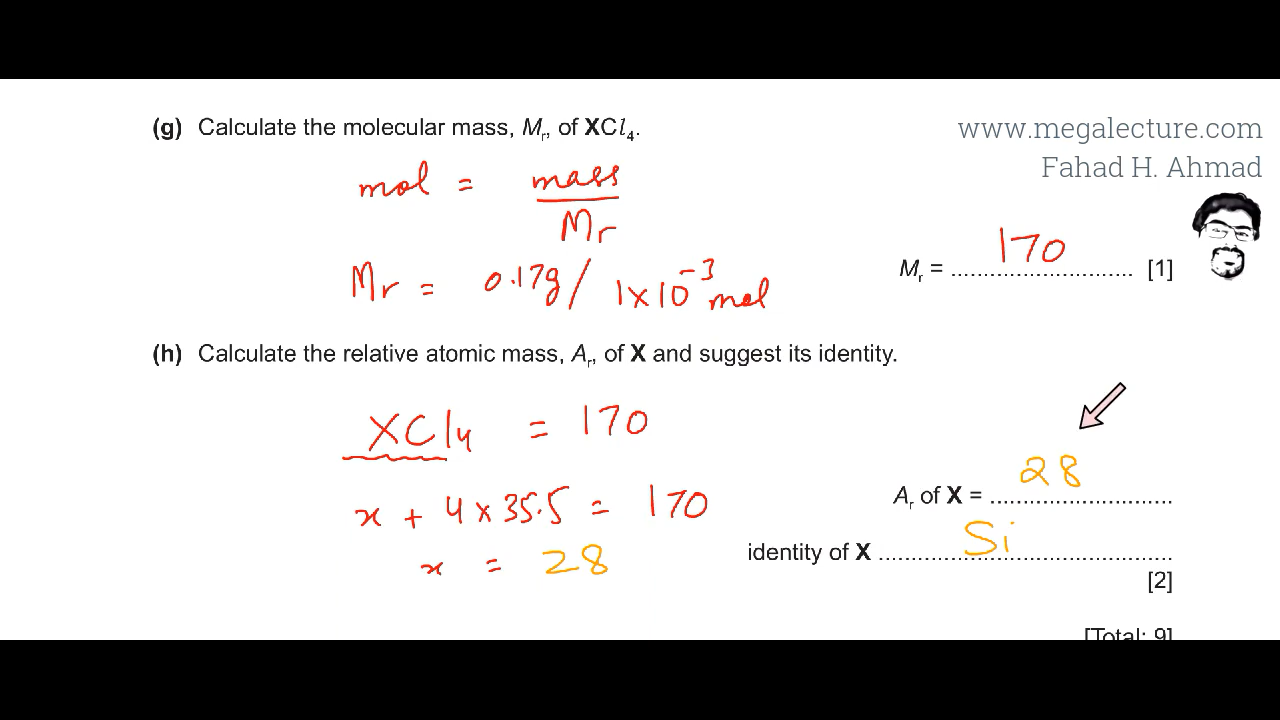 (g) Calculate the molecular mass, Mr, of XCl4.
www.megalecture.com
Fahad H. Ahmad
mol = mass
Mr
Mr = 170 [1]
Mr = 0.17g / 1 x 10⁻³ mol
(h) Calculate the relative atomic mass, Ar, of X and suggest its identity.
XCl4 = 170
Ar of X = 28
x + 4 x 35.5 = 170
identity of X Si
x = 28
[2]
[Total: 9]